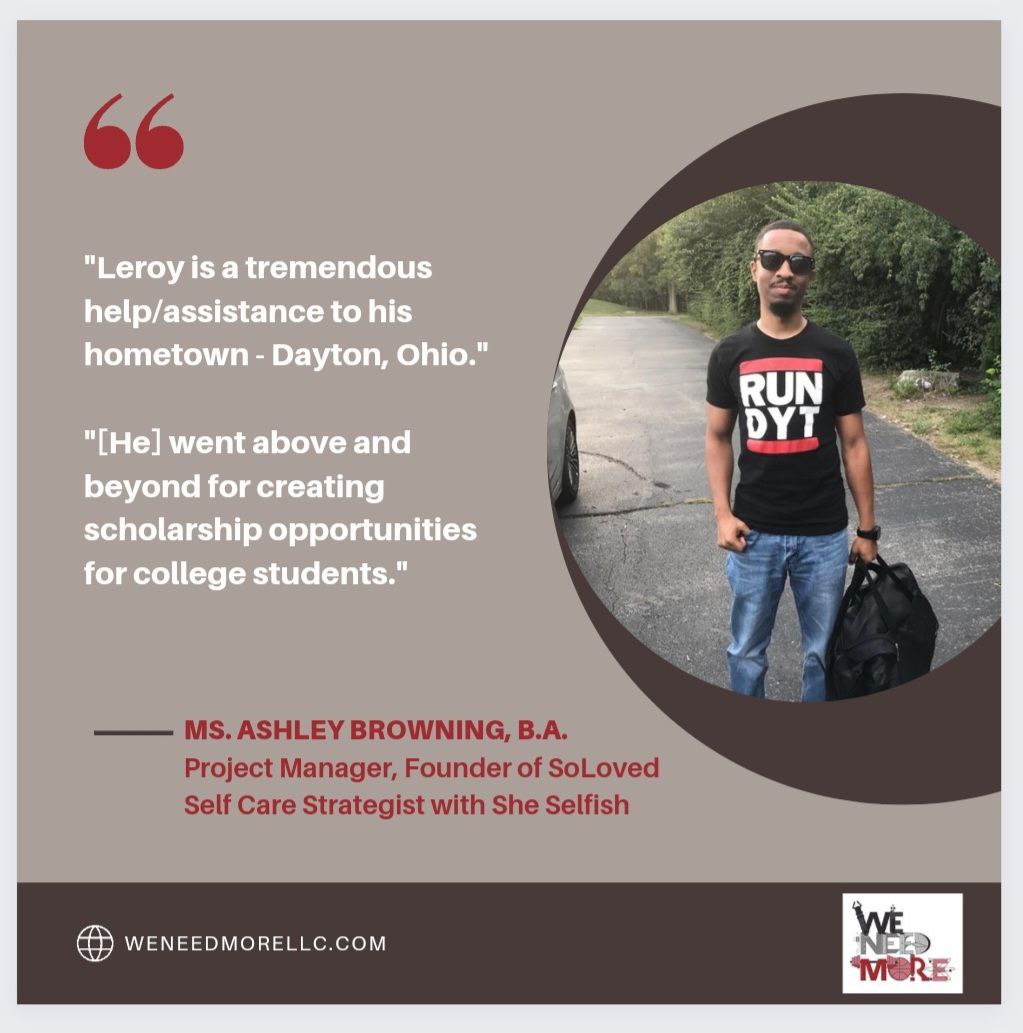 "Leroy is a tremendous
help/assistance to his
hometown - Dayton, Ohio."
"[He] went above and
beyond for creating
scholarship opportunities
for college students."
RUN
DYT
MS. ASHLEY BROWNING, B.A.
Project Manager, Founder of SoLoved
Self Care Strategist with She Selfish
WENEEDMORELLC.COM
WE
NEED
MORE